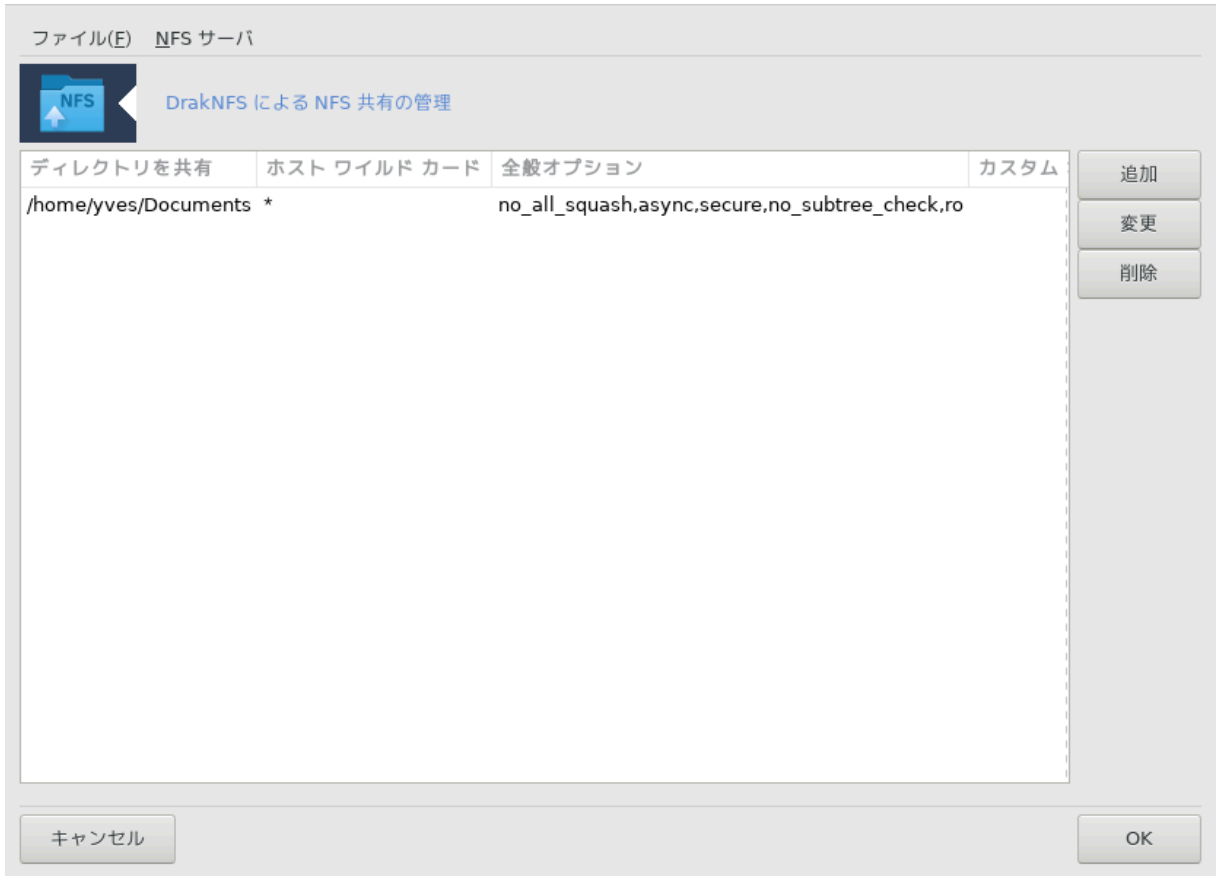 ファイル(F) NFS サーバ
NFS
DrakNFS による NFS 共有の管理
ディレクトリを共有 ホスト ワイルド カード 全般オプション カスタム
/home/yves/Documents * no_all_squash,async,secure,no_subtree_check,ro
追加
変更
削除
キャンセル OK